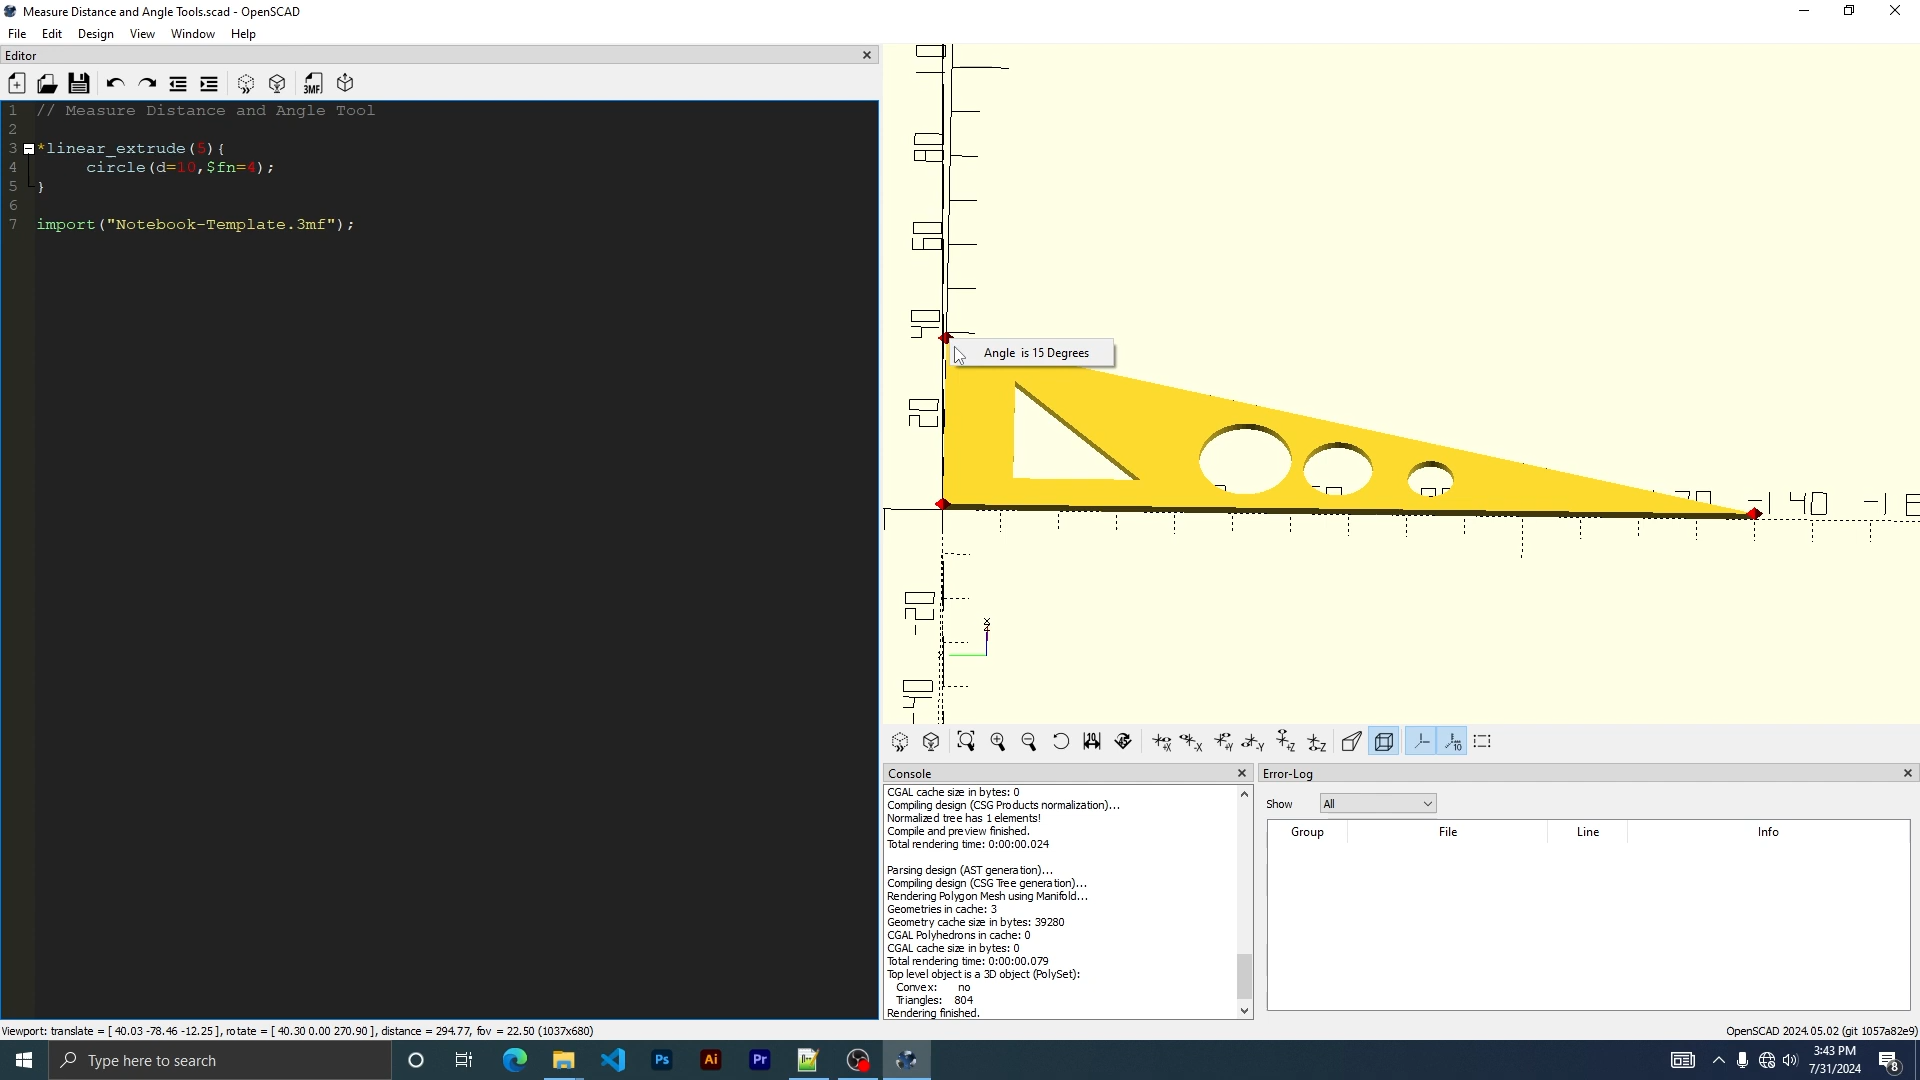 Measure Distance and Angle Tools.scad - OpenSCAD
File Edit Design View Window Help
Editor
3MF
1 // Measure Distance and Angle Tool
2
3 *linear_extrude(5){
4 circle(d=10,$fn=4);
5 }
6
7 import("Notebook-Template.3mf");
Angle is 15 Degrees
Console
CGAL cache size in bytes: 0
Compiling design (CSG Products normalization)...
Normalized tree has 1 elements!
Compile and preview finished.
Total rendering time: 0:00:00.024
Parsing design (AST generation)...
Compiling design (CSG Tree generation)...
Rendering Polygon Mesh using Manifold...
Geometries in cache: 3
Geometry cache size in bytes: 39280
CGAL Polyhedrons in cache: 0
CGAL cache size in bytes: 0
Total rendering time: 0:00:00.079
Top level object is a 3D object (PolySet):
Convex: no
Triangles: 804
Rendering finished.
Error-Log
Show All
Group File Line Info
Viewport: translate = [ 40.03 -78.46 -12.25 ], rotate = [ 40.30 0.00 270.90 ], distance = 294.77, fov = 22.50 (1037x680)
OpenSCAD 2024.05.02 (git 1057a82e9)
Type here to search
Ps
Ai
Pr
3:43 PM
7/31/2024
8